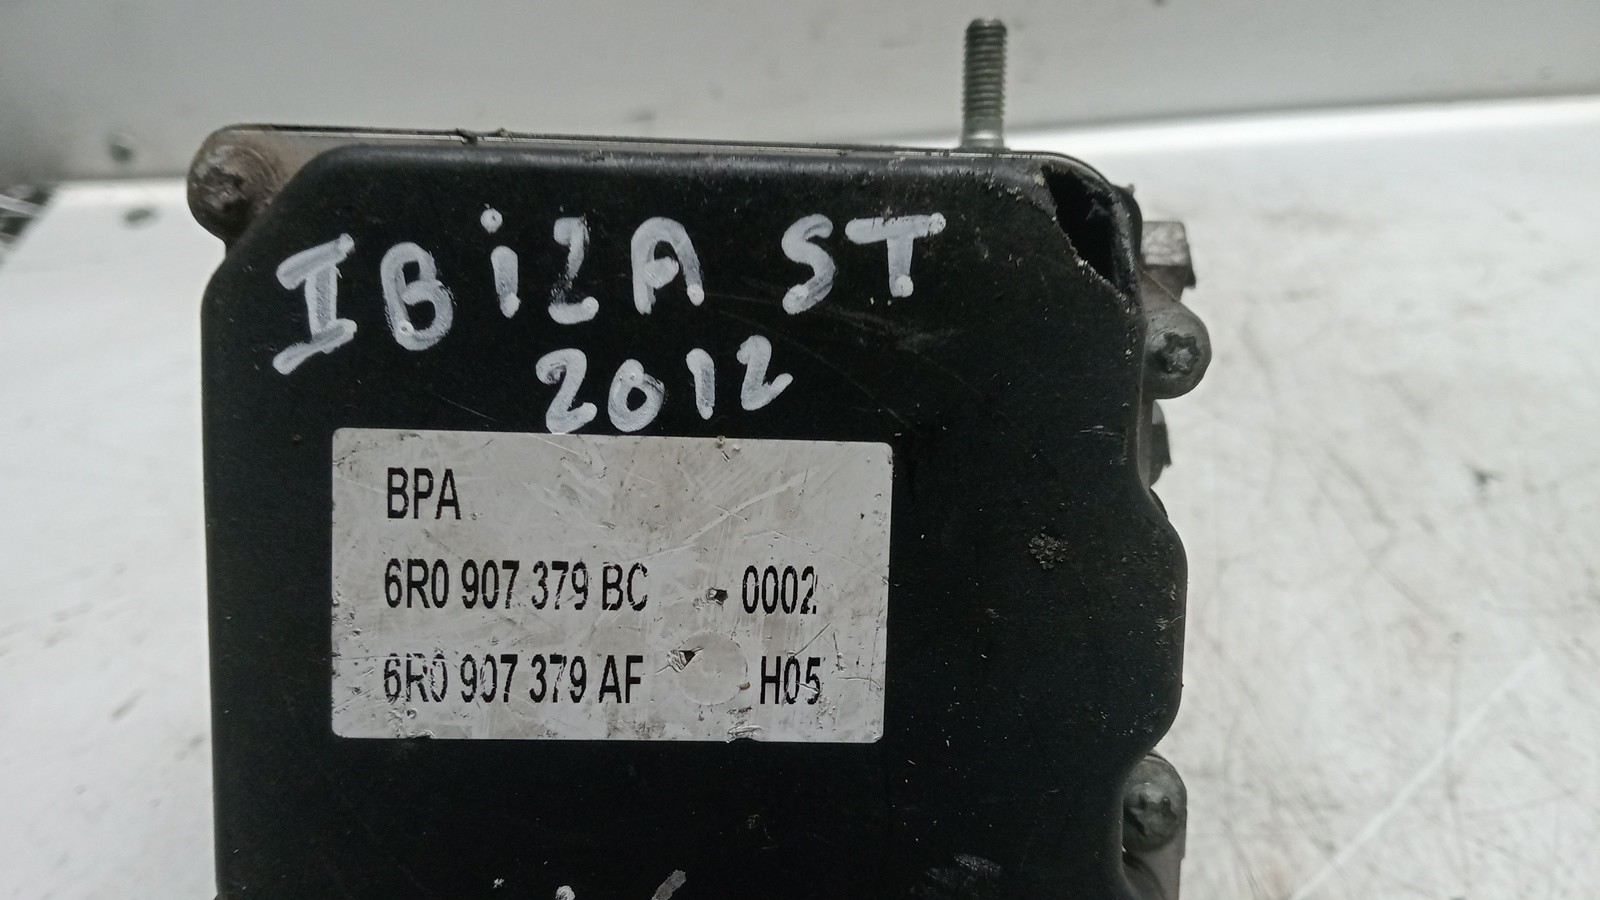 IBiZA ST
2012
BPA
6R0 907 379 BC 0002
6R0 907 379 AF H05